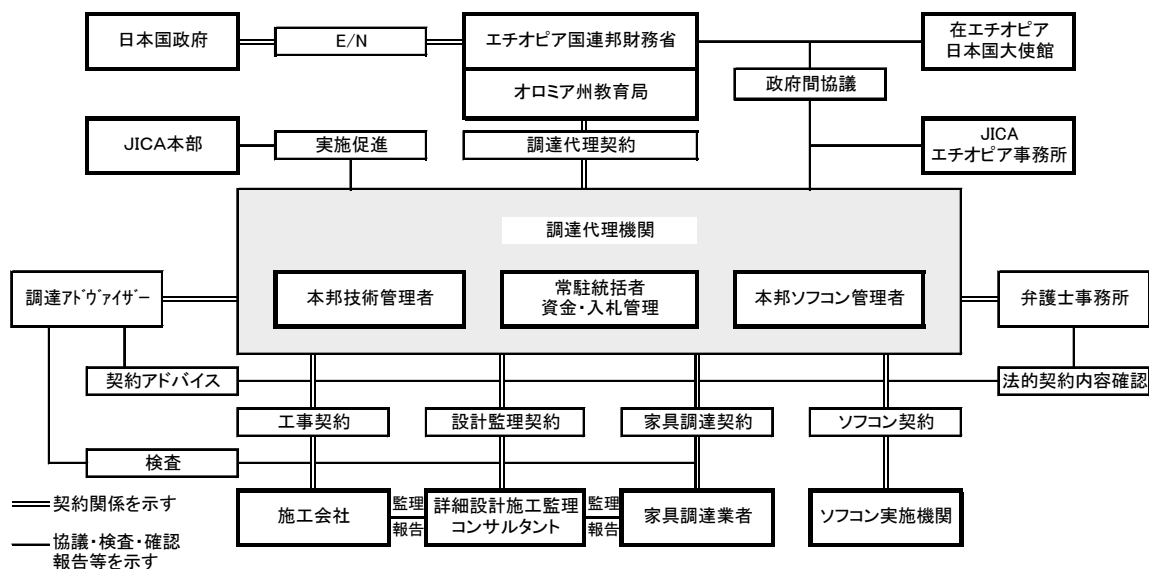 日本国政府
E/N
エチオピア国連邦財務省
在エチオピア
日本国大使館
オロミア州教育局
政府間協議
JICA本部
実施促進
調達代理契約
JICA
エチオピア事務所
調達代理機関
調達アドヴァイザー
本邦技術管理者
常駐統括者
資金・入札管理
本邦ソフコン管理者
弁護士事務所
契約アドバイス
法的契約内容確認
工事契約
設計監理契約
家具調達契約
ソフコン契約
検査
契約関係を示す
施工会社
監理
報告
詳細設計施工監理
コンサルタント
監理
報告
家具調達業者
ソフコン実施機関
協議・検査・確認
報告等を示す